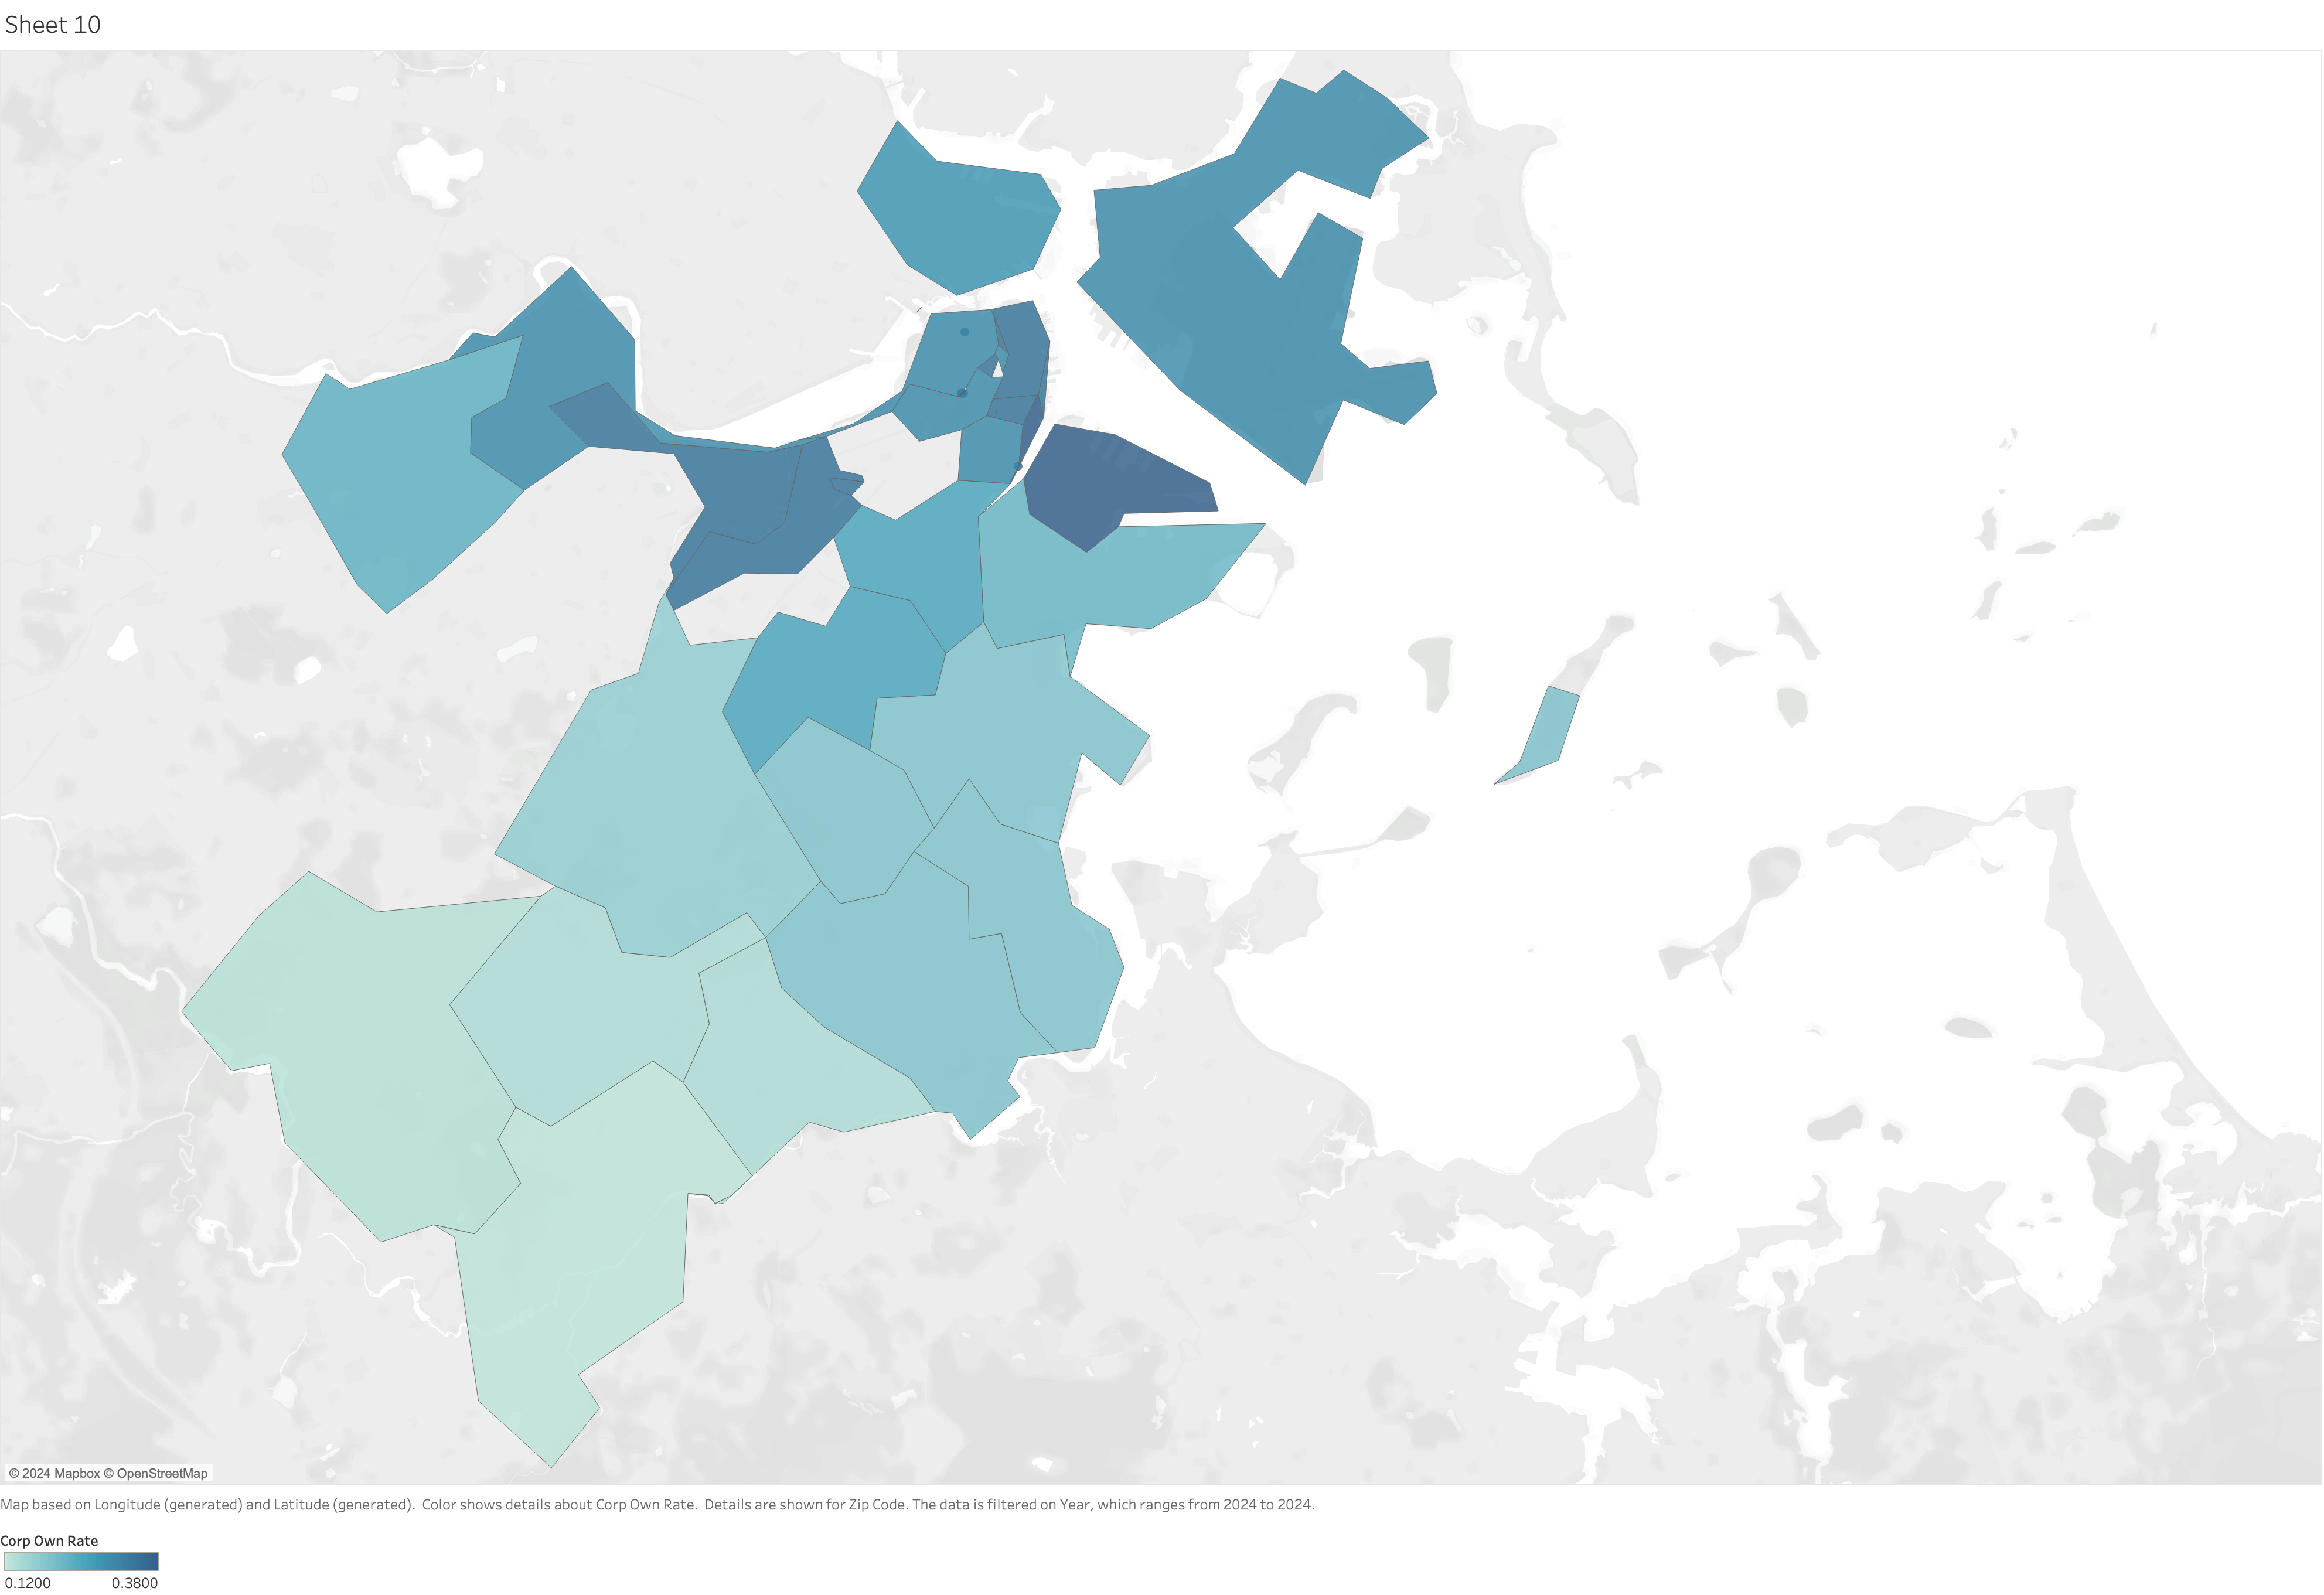 Sheet 10
© 2024 Mapbox © OpenStreetMap
Map based on Longitude (generated) and Latitude (generated).  Color shows details about Corp Own Rate.  Details are shown for Zip Code. The data is filtered on Year, which ranges from 2024 to 2024.
Corp Own Rate
0.1200 0.3800